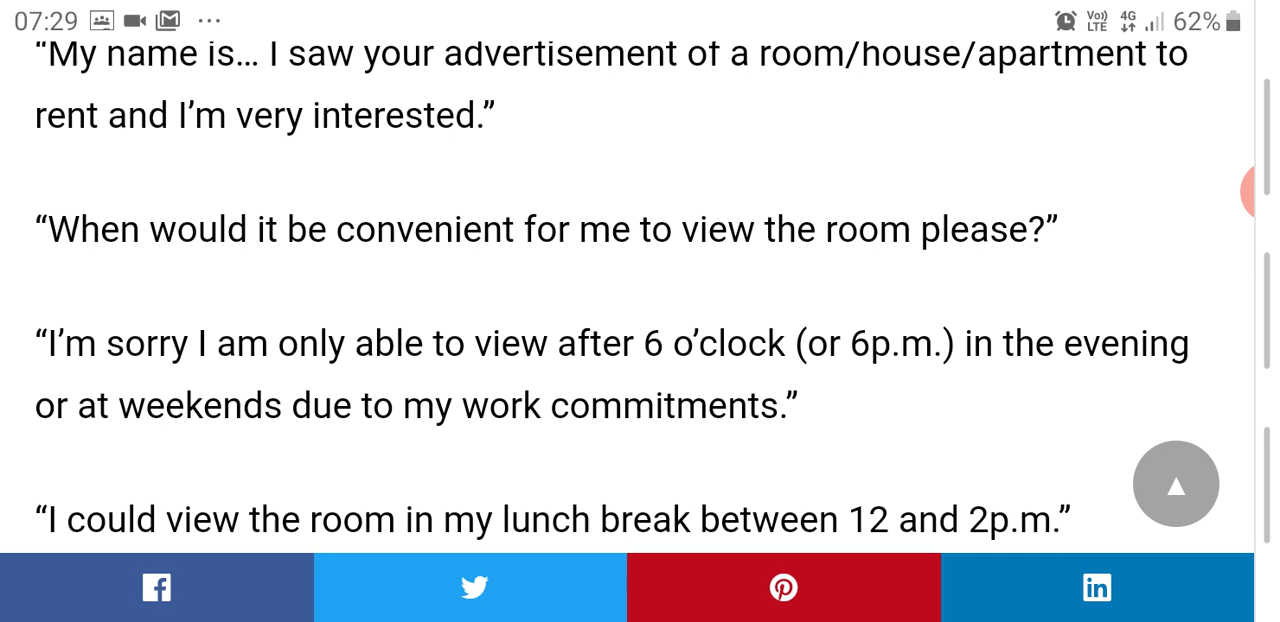 07:29 ... Vo)) LTE 4G 62%
“My name is... I saw your advertisement of a room/house/apartment to
rent and I’m very interested.”
“When would it be convenient for me to view the room please?”
“I’m sorry I am only able to view after 6 o’clock (or 6p.m.) in the evening
or at weekends due to my work commitments.”
“I could view the room in my lunch break between 12 and 2p.m.”